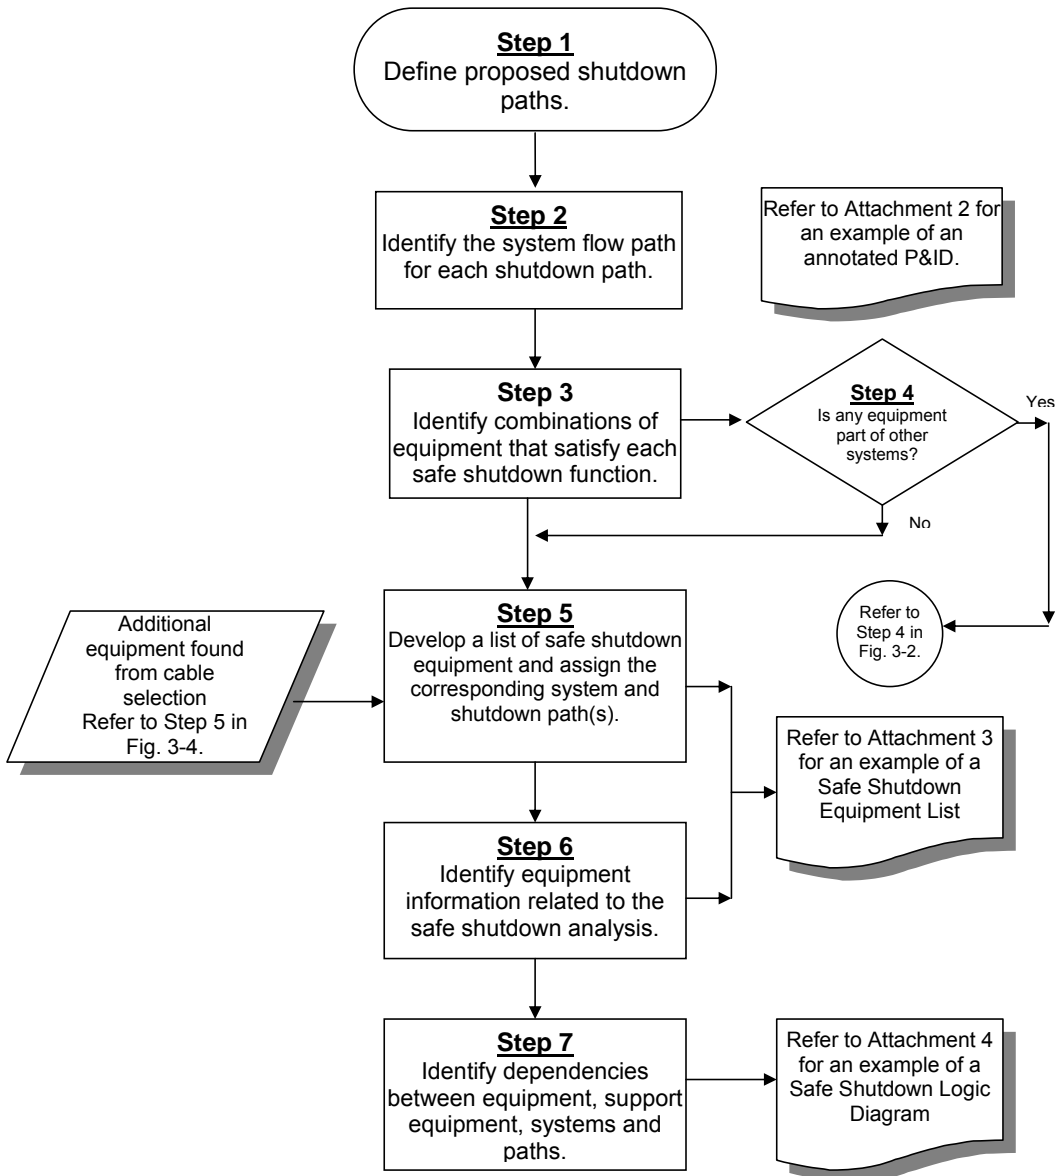 Step 1
Define proposed shutdown
paths.
Step 2
Identify the system flow path
for each shutdown path.
Refer to Attachment 2 for
an example of an
annotated P&ID.
Step 3
Identify combinations of
equipment that satisfy each
safe shutdown function.
Step 4
Is any equipment
part of other
systems?
Yes
No
Refer to
Step 4 in
Fig. 3-2.
Additional
equipment found
from cable
selection
Refer to Step 5 in
Fig. 3-4.
Step 5
Develop a list of safe shutdown
equipment and assign the
corresponding system and
shutdown path(s).
Refer to Attachment 3
for an example of a
Safe Shutdown
Equipment List
Step 6
Identify equipment
information related to the
safe shutdown analysis.
Step 7
Identify dependencies
between equipment, support
equipment, systems and
paths.
Refer to Attachment 4
for an example of a
Safe Shutdown Logic
Diagram